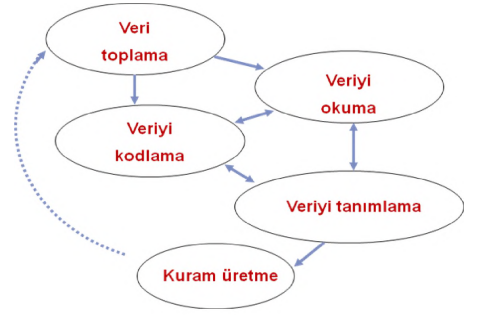 Veri
toplama
Veriyi
okuma
Veriyi
kodlama
Veriyi tanımlama
Kuram üretme